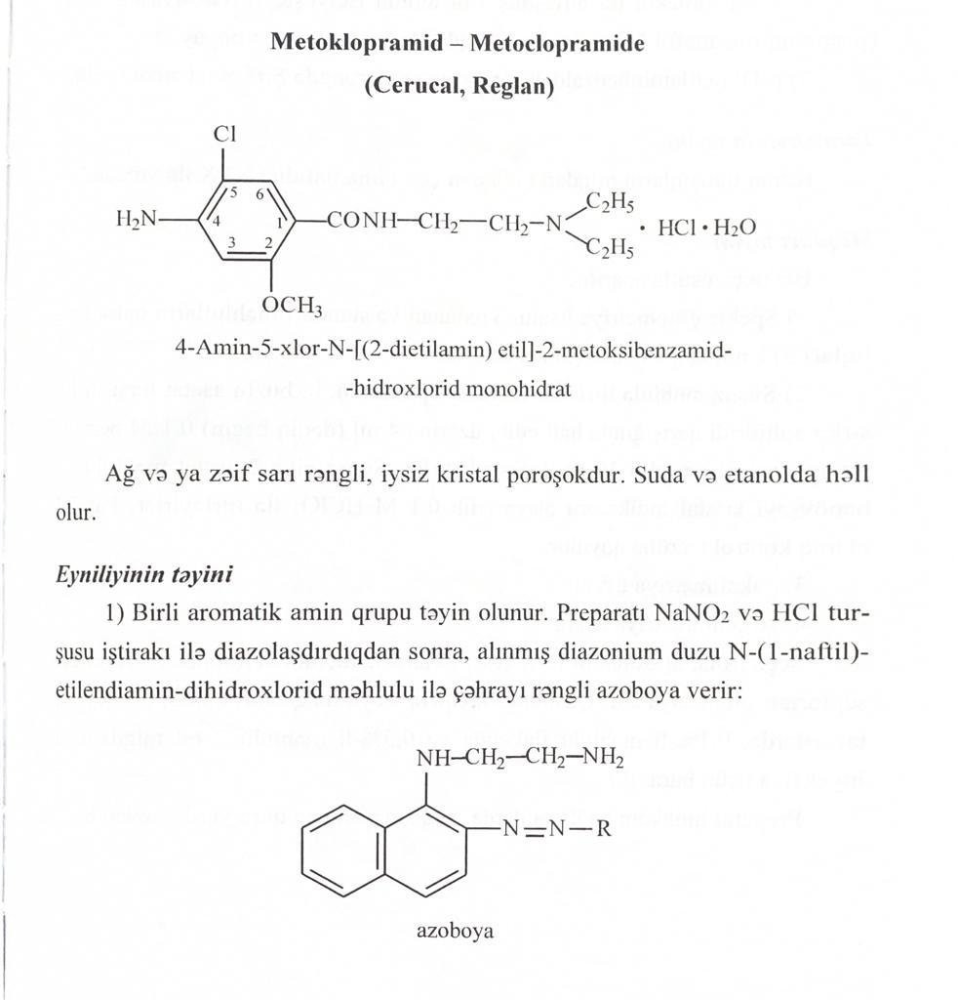 Metoklopramid – Metoclopramide
(Cerucal, Reglan)
Cl
5 6
H₂N— 4 1 —CONH—CH₂—CH₂—N C₂H₅ C₂H₅ · HCl · H₂O
3 2
OCH₃
4-Amin-5-xlor-N-[(2-dietilamin) etil]-2-metoksibenzamid-
-hidroxlorid monohidrat
Ağ və ya zəif sarı rəngli, iysiz kristal poroşokdur. Suda və etanolda həll
olur.
Eyniliyinin təyini
1) Birli aromatik amin qrupu təyin olunur. Preparatı NaNO₂ və HCl tur-
şusu iştirakı ilə diazolaşdırdıqdan sonra, alınmış diazonium duzu N-(1-naftil)-
etilendiamin-dihidroxlorid məhlulu ilə çəhrayı rəngli azoboya verir:
NH—CH₂—CH₂—NH₂
—N=N—R
azoboya